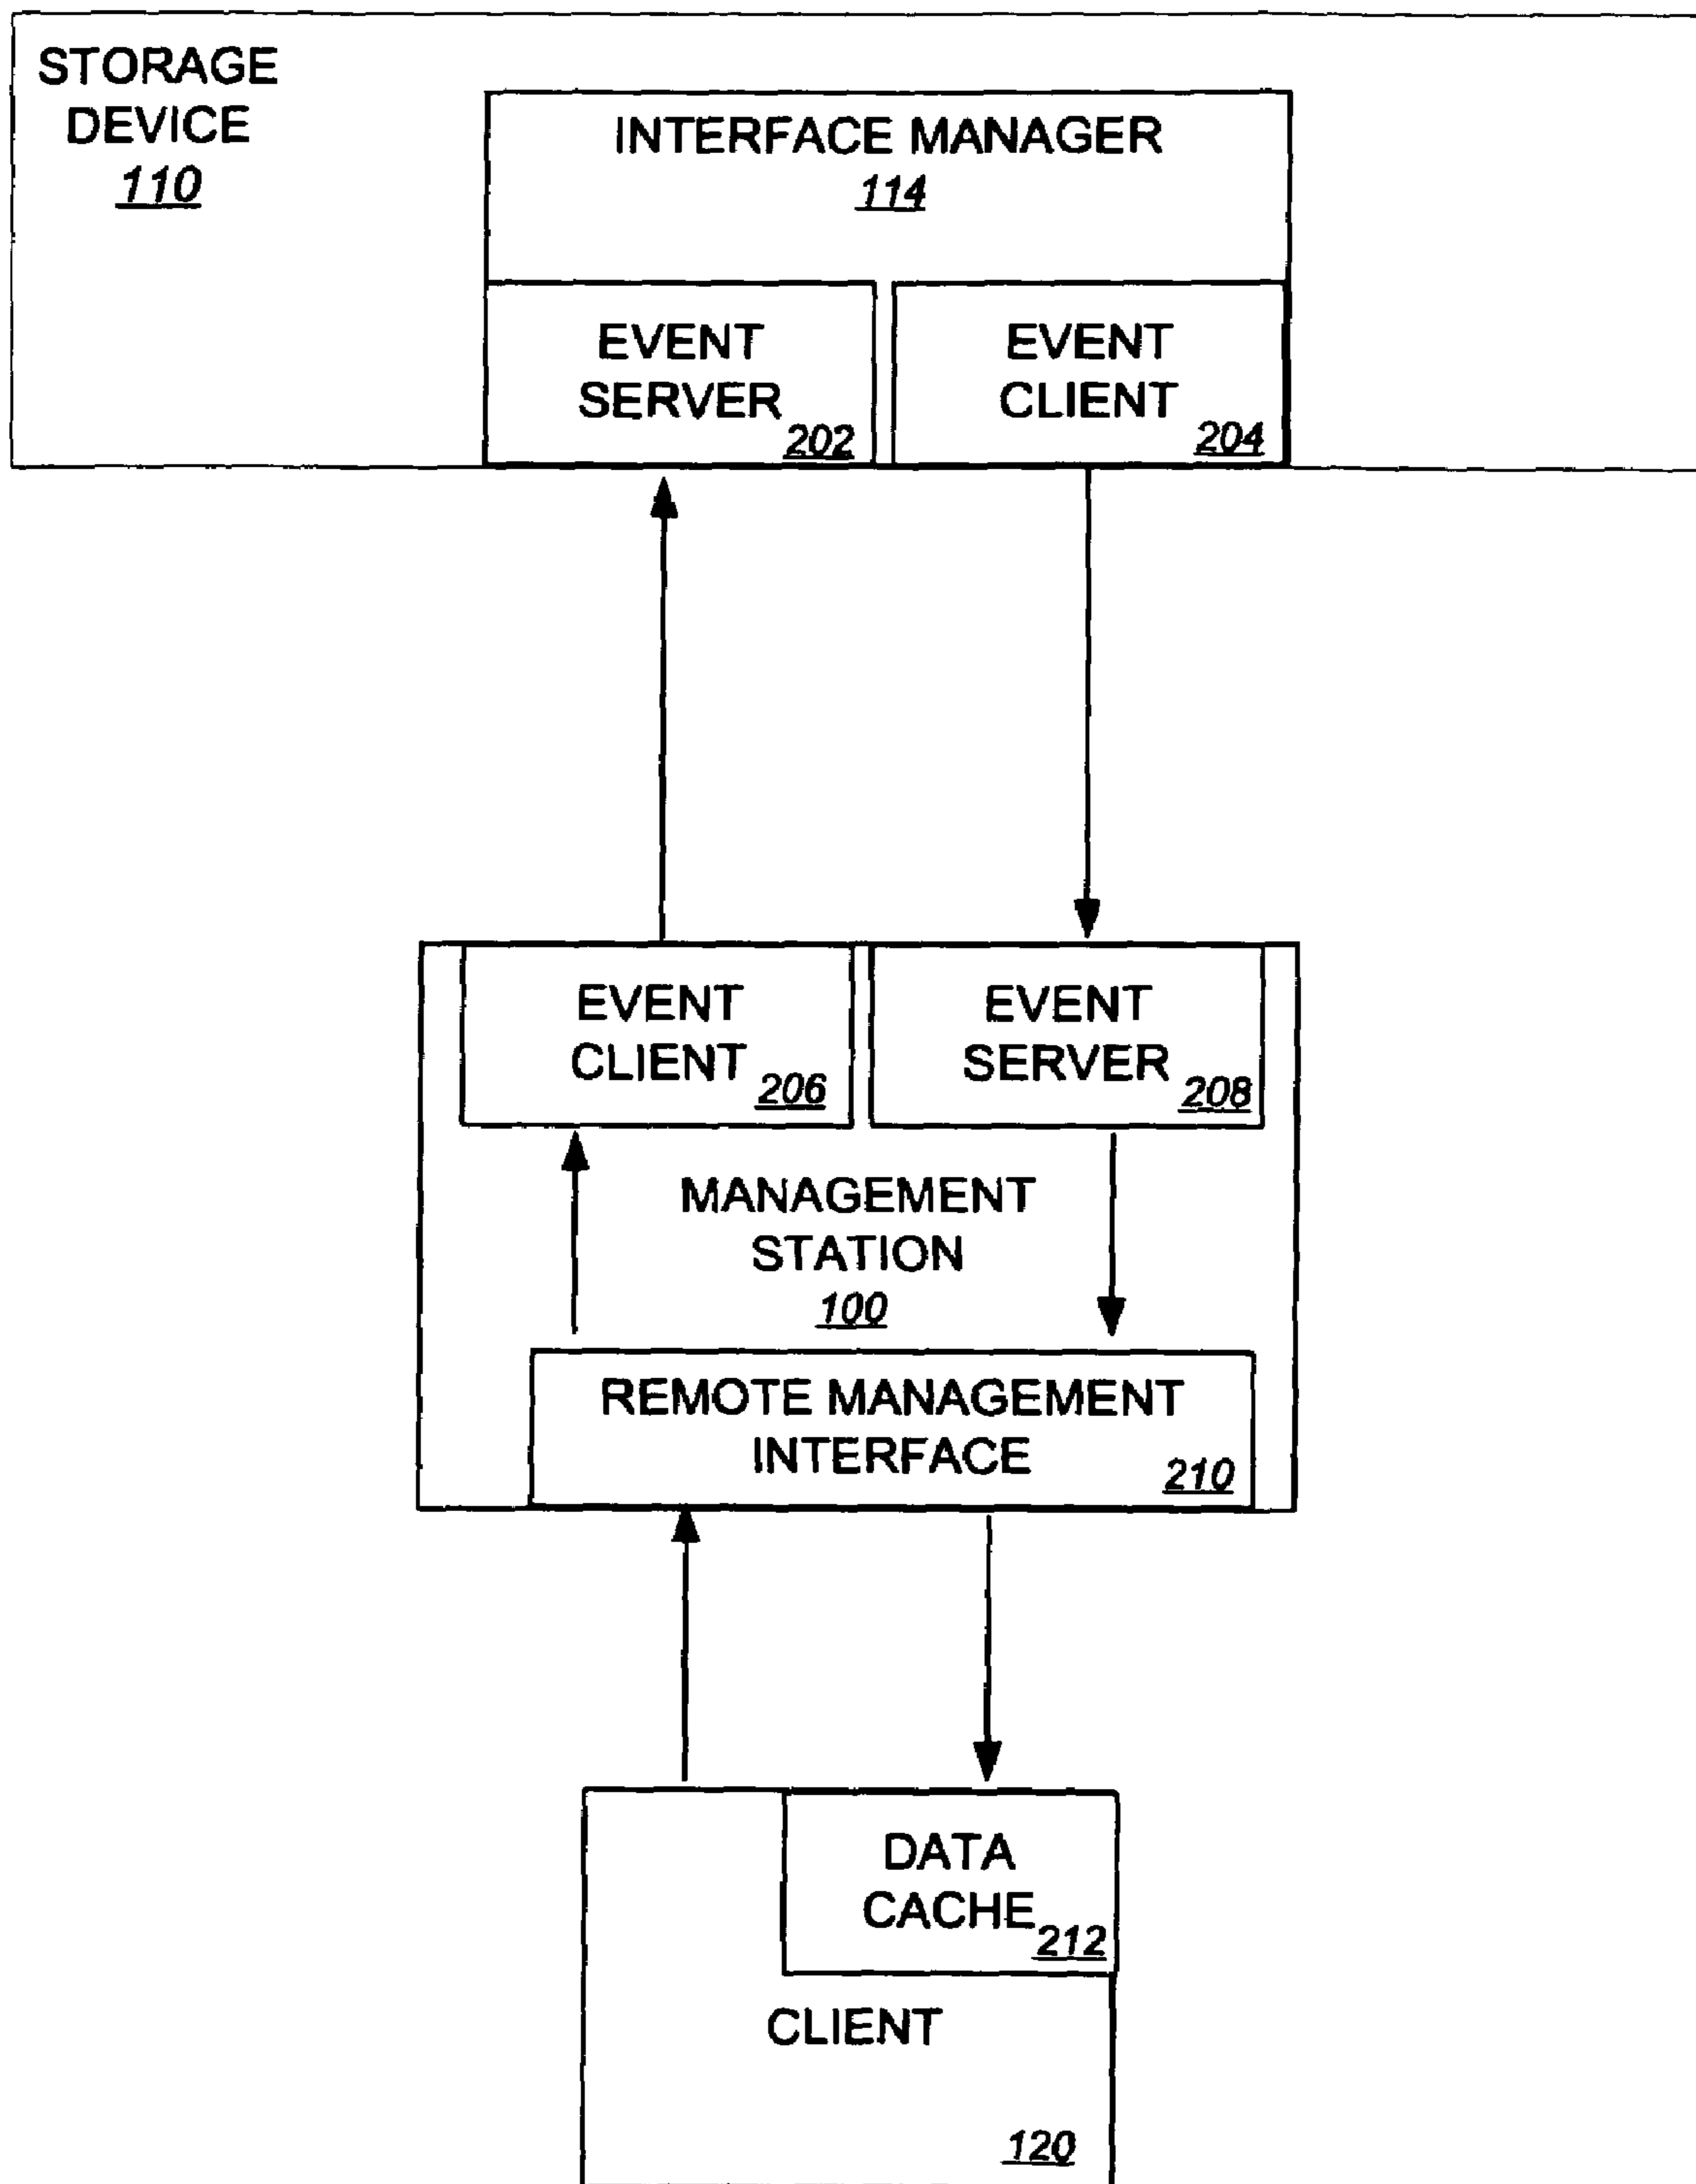 STORAGE
DEVICE
110
INTERFACE MANAGER
114
EVENT
SERVER
202
EVENT
CLIENT
204
EVENT
CLIENT
206
EVENT
SERVER
208
MANAGEMENT
STATION
100
REMOTE MANAGEMENT
INTERFACE
210
DATA
CACHE
212
CLIENT
120